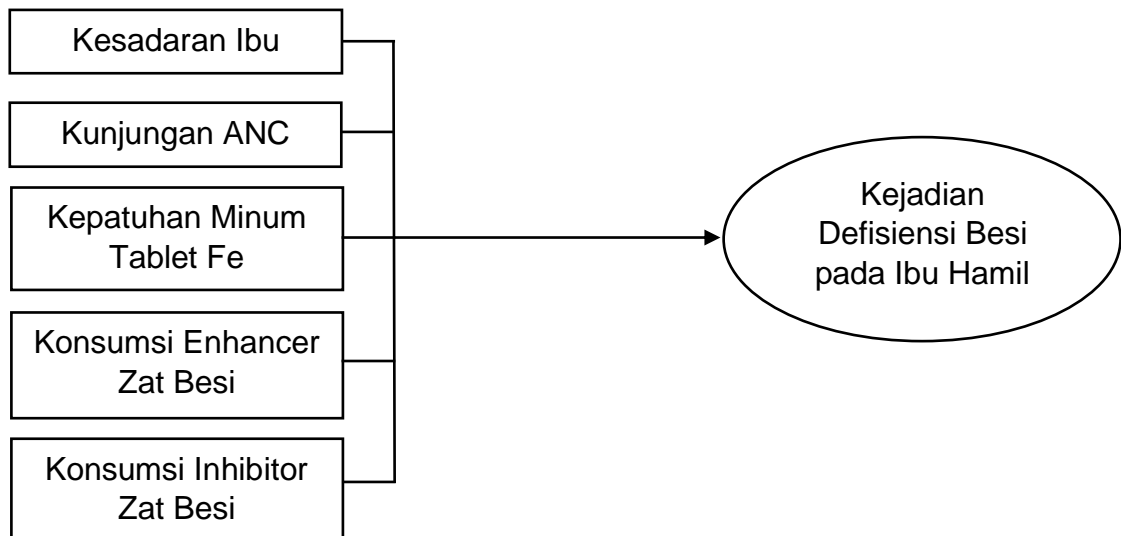 Kesadaran Ibu
Kunjungan ANC
Kepatuhan Minum
Tablet Fe
Konsumsi Enhancer
Zat Besi
Konsumsi Inhibitor
Zat Besi
Kejadian
Defisiensi Besi
pada Ibu Hamil